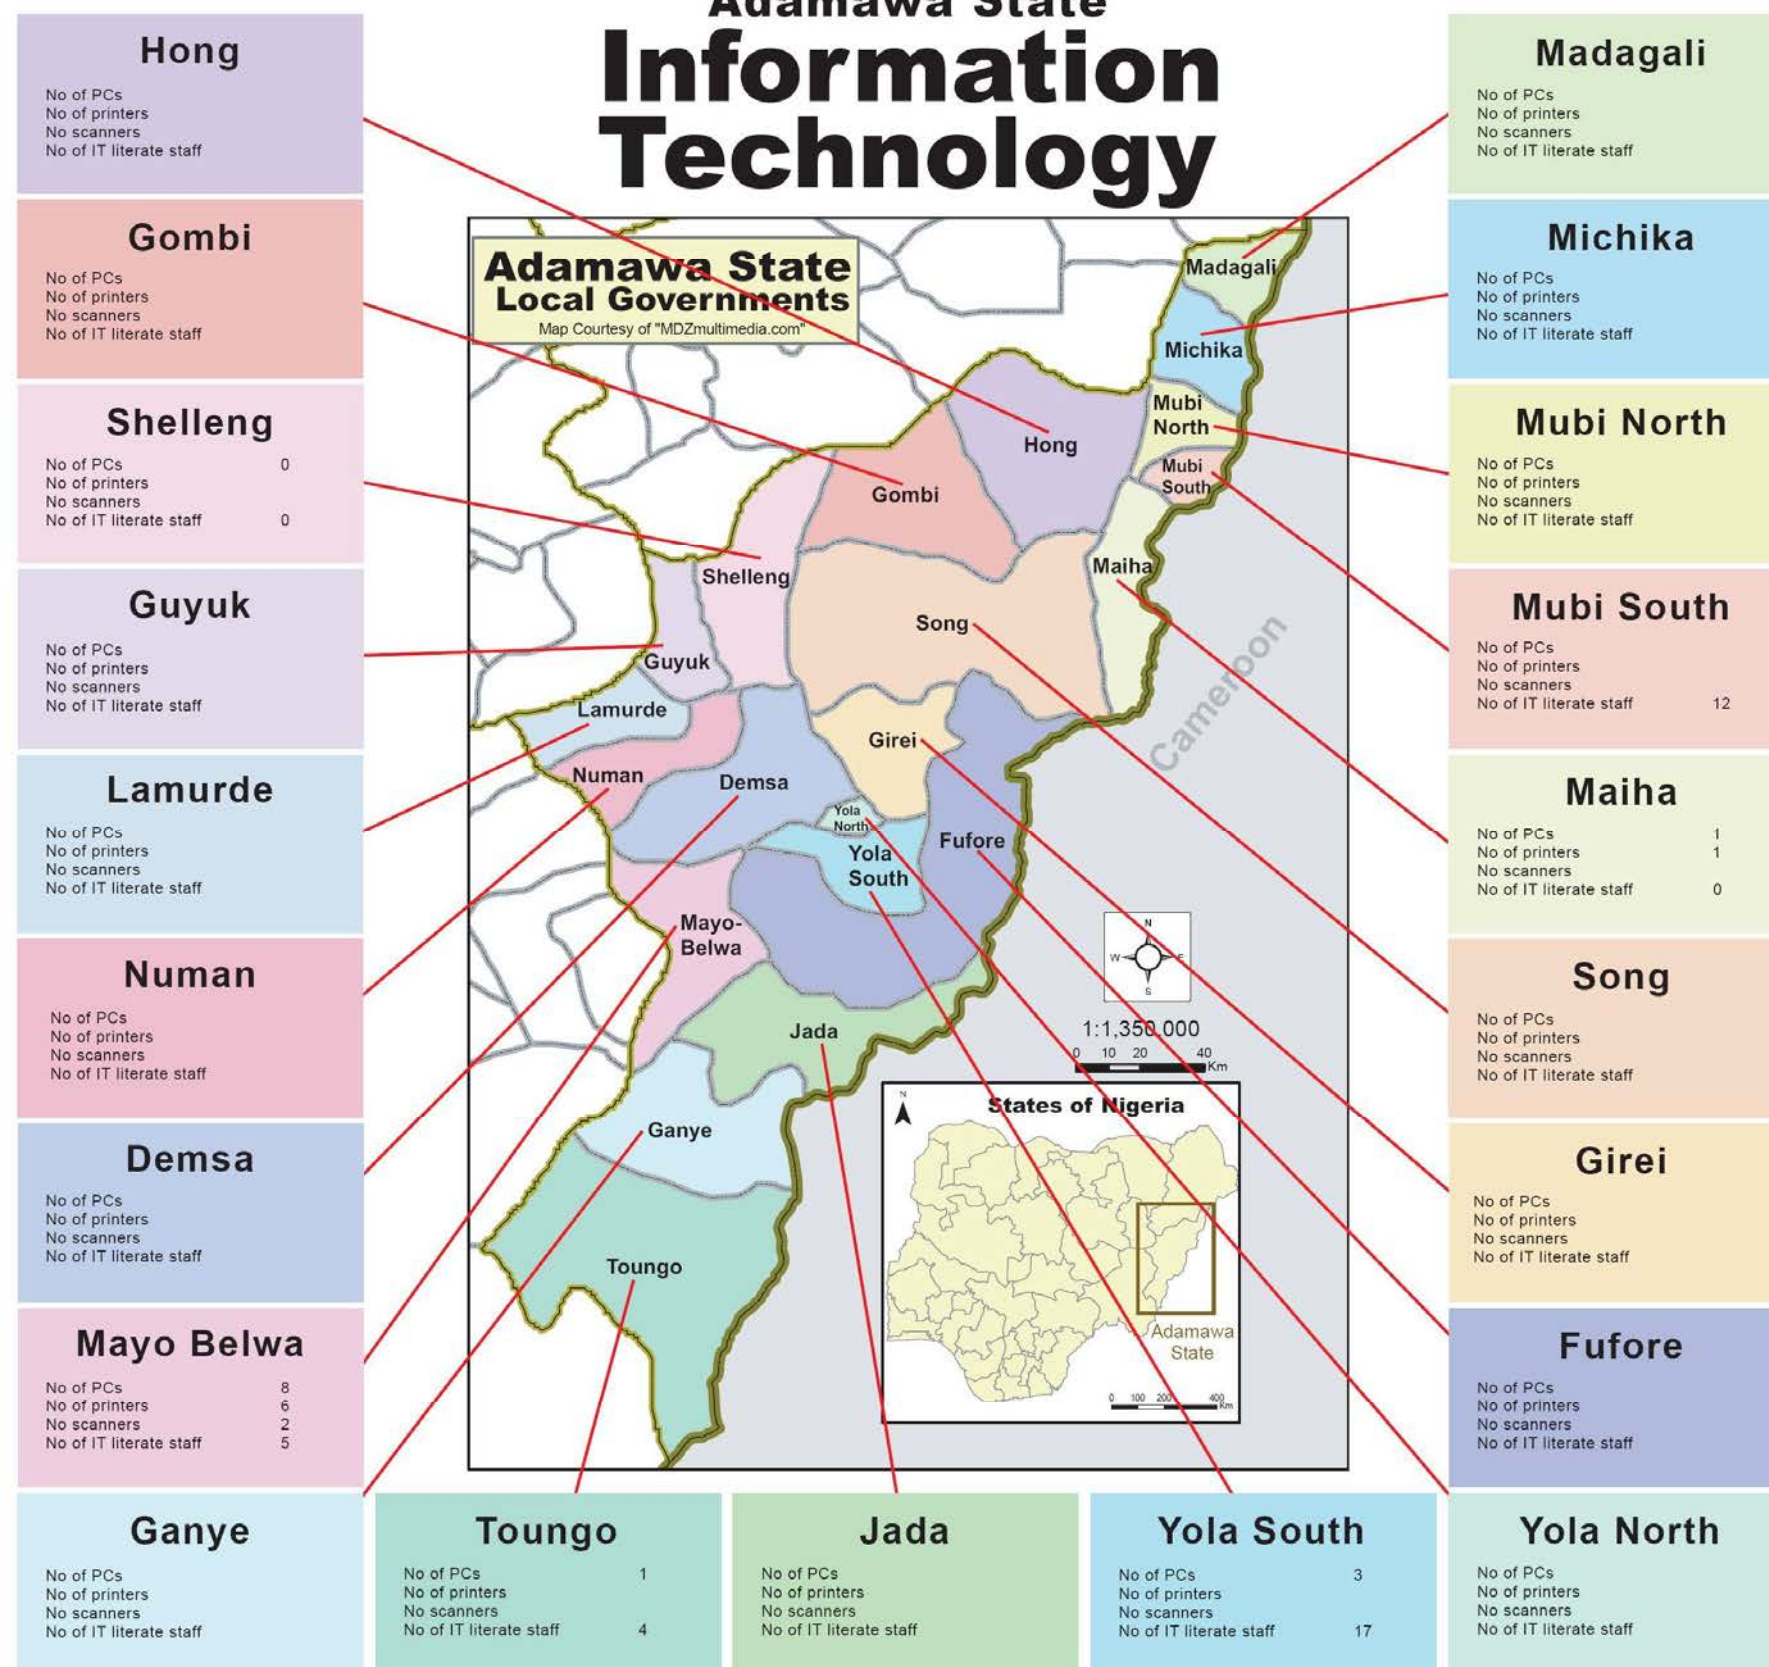 Adamawa State
Information
Technology
Hong
No of PCs
No of printers
No scanners
No of IT literate staff
Gombi
No of PCs
No of printers
No scanners
No of IT literate staff
Shelleng
No of PCs 0
No of printers
No scanners
No of IT literate staff 0
Guyuk
No of PCs
No of printers
No scanners
No of IT literate staff
Lamurde
No of PCs
No of printers
No scanners
No of IT literate staff
Numan
No of PCs
No of printers
No scanners
No of IT literate staff
Demsa
No of PCs
No of printers
No scanners
No of IT literate staff
Mayo Belwa
No of PCs 8
No of printers 6
No scanners 2
No of IT literate staff 5
Ganye
No of PCs
No of printers
No scanners
No of IT literate staff
Toungo
No of PCs 1
No of printers
No scanners
No of IT literate staff 4
Jada
No of PCs
No of printers
No scanners
No of IT literate staff
Yola South
No of PCs 3
No of printers
No scanners
No of IT literate staff 17
Yola North
No of PCs
No of printers
No scanners
No of IT literate staff
Madagali
No of PCs
No of printers
No scanners
No of IT literate staff
Michika
No of PCs
No of printers
No scanners
No of IT literate staff
Mubi North
No of PCs
No of printers
No scanners
No of IT literate staff
Mubi South
No of PCs
No of printers
No scanners
No of IT literate staff 12
Maiha
No of PCs 1
No of printers 1
No scanners
No of IT literate staff 0
Song
No of PCs
No of printers
No scanners
No of IT literate staff
Girei
No of PCs
No of printers
No scanners
No of IT literate staff
Fufore
No of PCs
No of printers
No scanners
No of IT literate staff
Adamawa State
Local Governments
Map Courtesy of "MDZmultimedia.com"
Madagali
Michika
Mubi
North
Mubi
South
Hong
Gombi
Maiha
Shelleng
Song
Guyuk
Lamurde
Girei
Numan
Demsa
Yola
North
Yola
South
Fufore
Mayo-
Belwa
Jada
Ganye
Toungo
Cameroon
N
W E
S
1:1,350,000
0 10 20 40
Km
N
States of Nigeria
Adamawa
State
0 100 200 400
Km